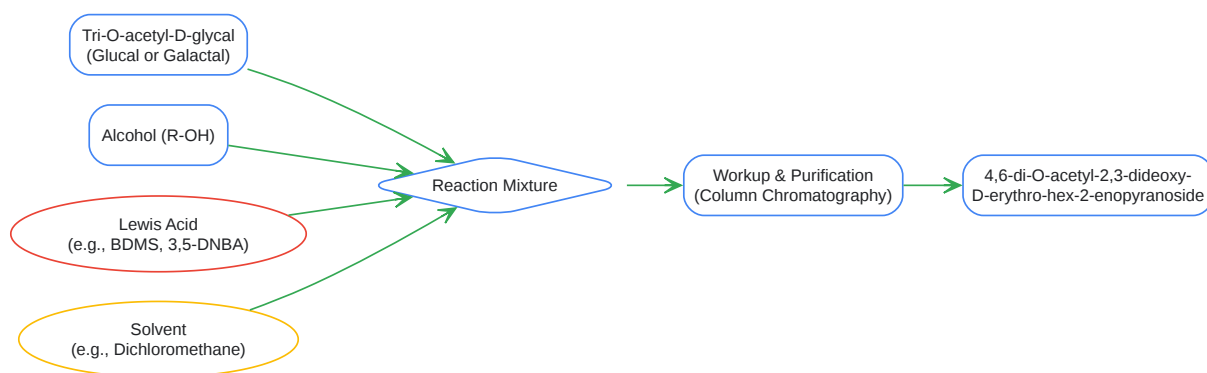 Tri-O-acetyl-D-glycal
(Glucal or Galactal)
Alcohol (R-OH)
Lewis Acid
(e.g., BDMS, 3,5-DNBA)
Solvent
(e.g., Dichloromethane)
Reaction Mixture
Workup & Purification
(Column Chromatography)
4,6-di-O-acetyl-2,3-dideoxy-
D-erythro-hex-2-enopyranoside